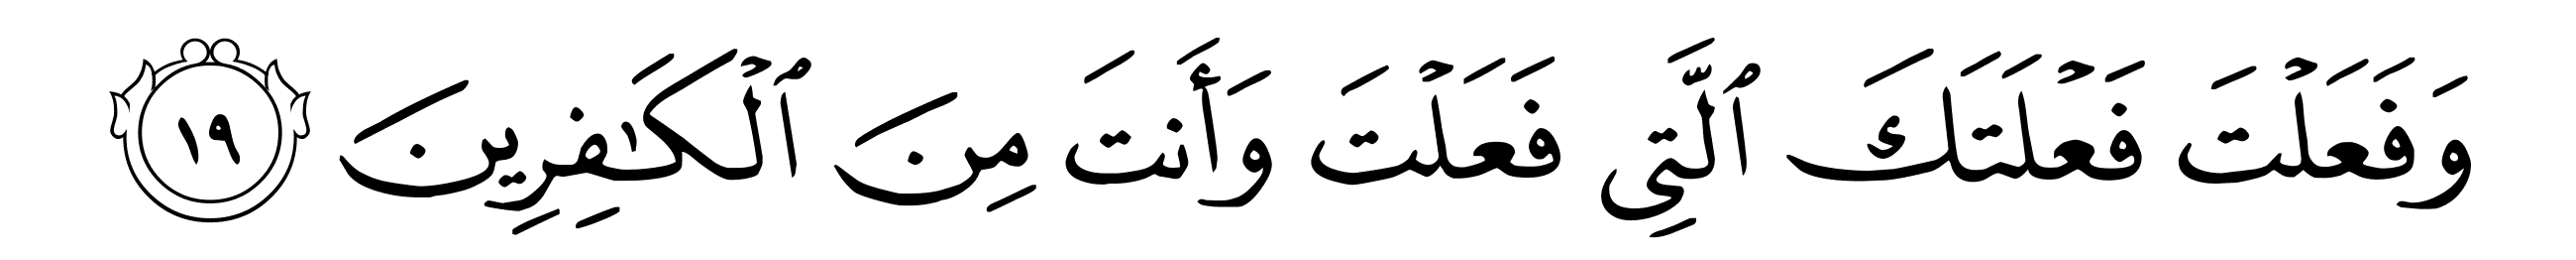 وَفَعَلْتَ فَعْلَتَكَ ٱلَّتِى فَعَلْتَ وَأَنتَ مِنَ ٱلْكَـٰفِرِينَ ١٩